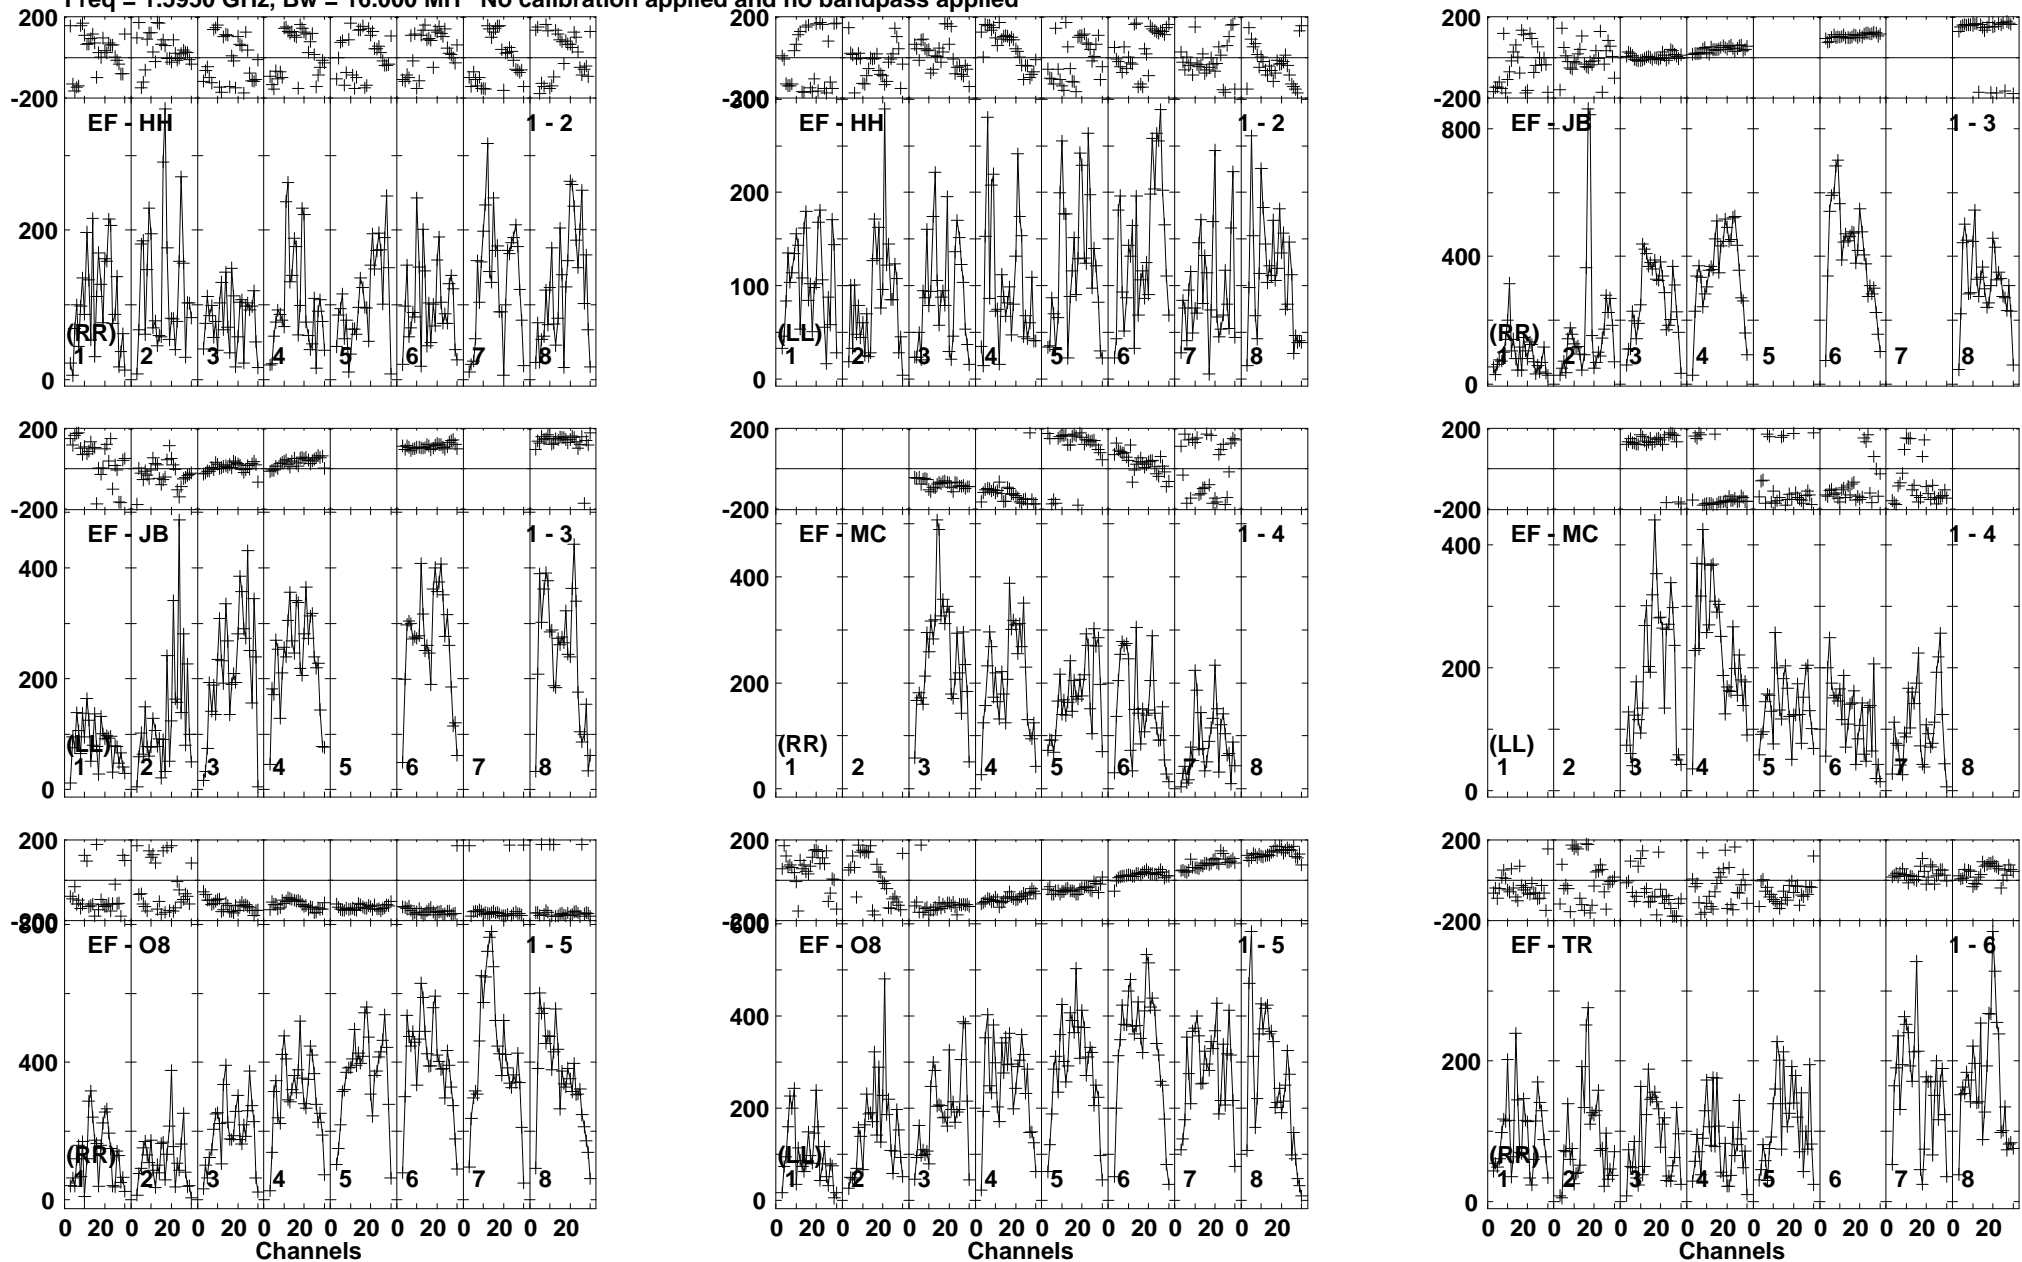 Freq = 1.5950 GHz, Bw = 16.000 MH No calibration applied and no bandpass applied
200 200 200
-200 -200 -200
EF - HH 1 - 2 EF - HH 1 - 2 EF - JB 1 - 3
300 800
200 200 400
100
0 0 0
(RR) (LL) (RR)
1 2 3 4 5 6 7 8 1 2 3 4 5 6 7 8 1 2 3 4 5 6 7 8
200 200 200
-200 -200 -200
EF - JB 1 - 3 EF - MC 1 - 4 EF - MC 1 - 4
400 400 400
200 200 200
0 0 0
(LL) (RR) (LL)
1 2 3 4 5 6 7 8 1 2 3 4 5 6 7 8 1 2 3 4 5 6 7 8
200 200 200
-200 -200 -200
800 600
EF - O8 1 - 5 EF - O8 1 - 5 EF - TR 1 - 6
400 400 200
200
0 0 0
(RR) (LL) (RR)
1 2 3 4 5 6 7 8 1 2 3 4 5 6 7 8 1 2 3 4 5 6 7 8
0 20 0 20 0 20 0 20 0 20 0 20 0 20 0 20 0 20 0 20 0 20 0 20 0 20 0 20 0 20 0 20 0 20 0 20 0 20 0 20 0 20 0 20 0 20 0 20
Channels Channels Channels